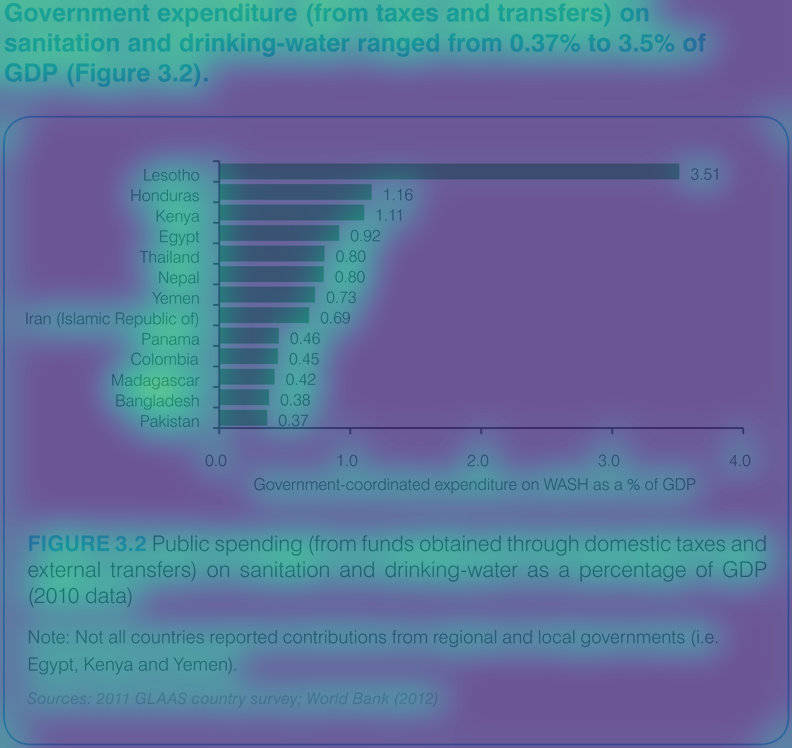 Government expenditure (from taxes and transfers) on
sanitation and drinking-water ranged from 0.37% to 3.5% of
GDP (Figure 3.2).
Lesotho 3.51
Honduras 1.16
Kenya 1.11
Egypt 0.92
Thailand 0.80
Nepal 0.80
Yemen 0.73
Iran (Islamic Republic of) 0.69
Panama 0.46
Colombia 0.45
Madagascar 0.42
Bangladesh 0.38
Pakistan 0.37
0.0 1.0 2.0 3.0 4.0
Government-coordinated expenditure on WASH as a % of GDP
FIGURE 3.2 Public spending (from funds obtained through domestic taxes and
external transfers) on sanitation and drinking-water as a percentage of GDP
(2010 data)
Note: Not all countries reported contributions from regional and local governments (i.e.
Egypt, Kenya and Yemen).
Sources: 2011 GLAAS country survey; World Bank (2012)